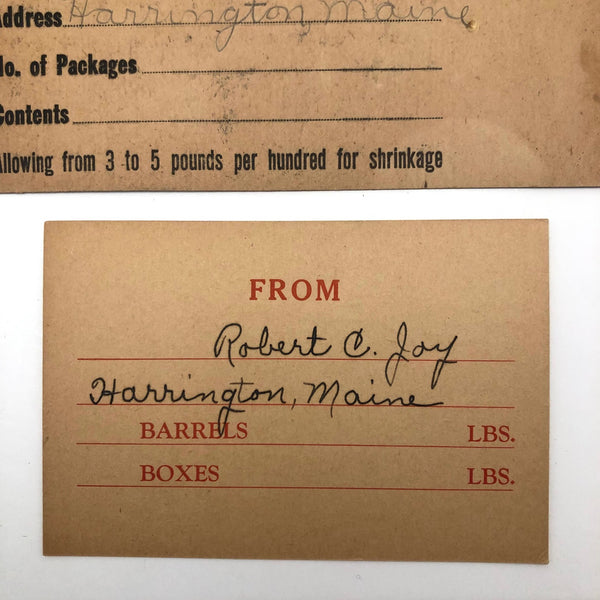 Address Harrington, Maine
No. of Packages
Contents
Allowing from 3 to 5 pounds per hundred for shrinkage
FROM
Robert C. Joy
Harrington, Maine
BARRELS LBS.
BOXES LBS.